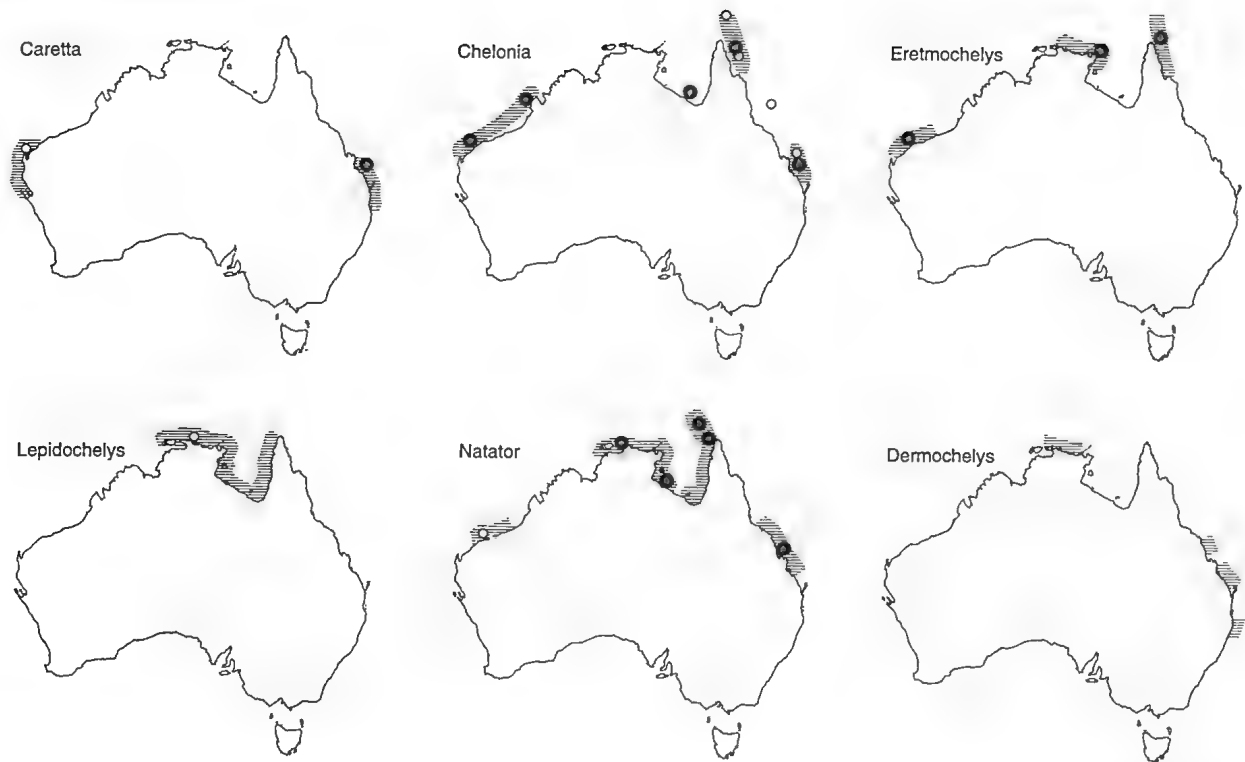 Caretta
Chelonia
Eretmochelys
Lepidochelys
Natator
Dermochelys